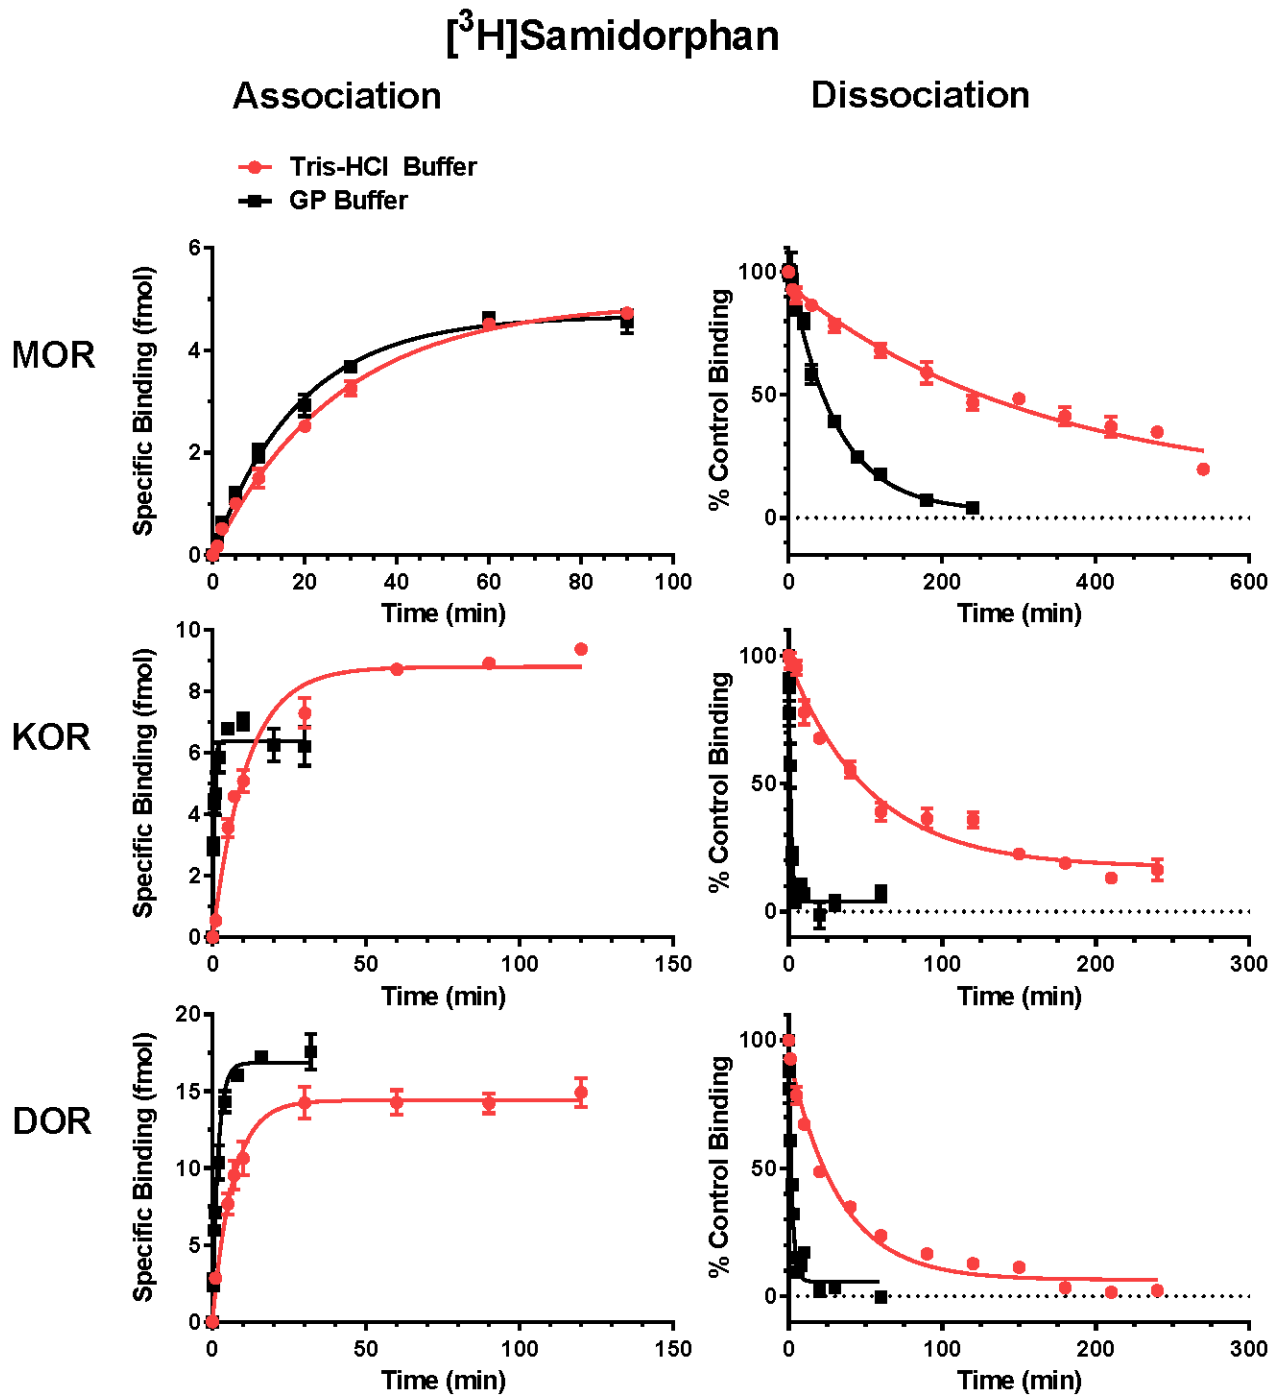 [³H]Samidorphan
Association
Dissociation
Tris-HCl Buffer
GP Buffer
MOR
Specific Binding (fmol)
6
4
2
0
0 20 40 60 80 100
Time (min)
% Control Binding
100
50
0
0 200 400 600
Time (min)
KOR
Specific Binding (fmol)
10
8
6
4
2
0
0 50 100 150
Time (min)
% Control Binding
100
50
0
0 100 200 300
Time (min)
DOR
Specific Binding (fmol)
20
15
10
5
0
0 50 100 150
Time (min)
% Control Binding
100
50
0
0 100 200 300
Time (min)